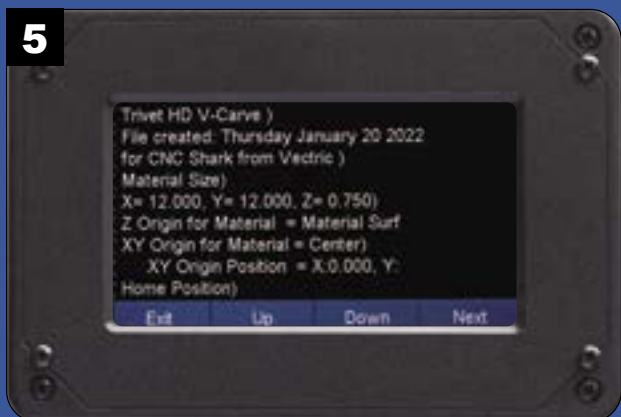 5
Trivet HD V-Carve )
File created: Thursday January 20 2022
for CNC Shark from Vectric )
Material Size)
X= 12.000, Y= 12.000, Z= 0.750)
Z Origin for Material = Material Surf
XY Origin for Material = Center)
XY Origin Position = X:0.000, Y:
Home Position)
Exit Up Down Next